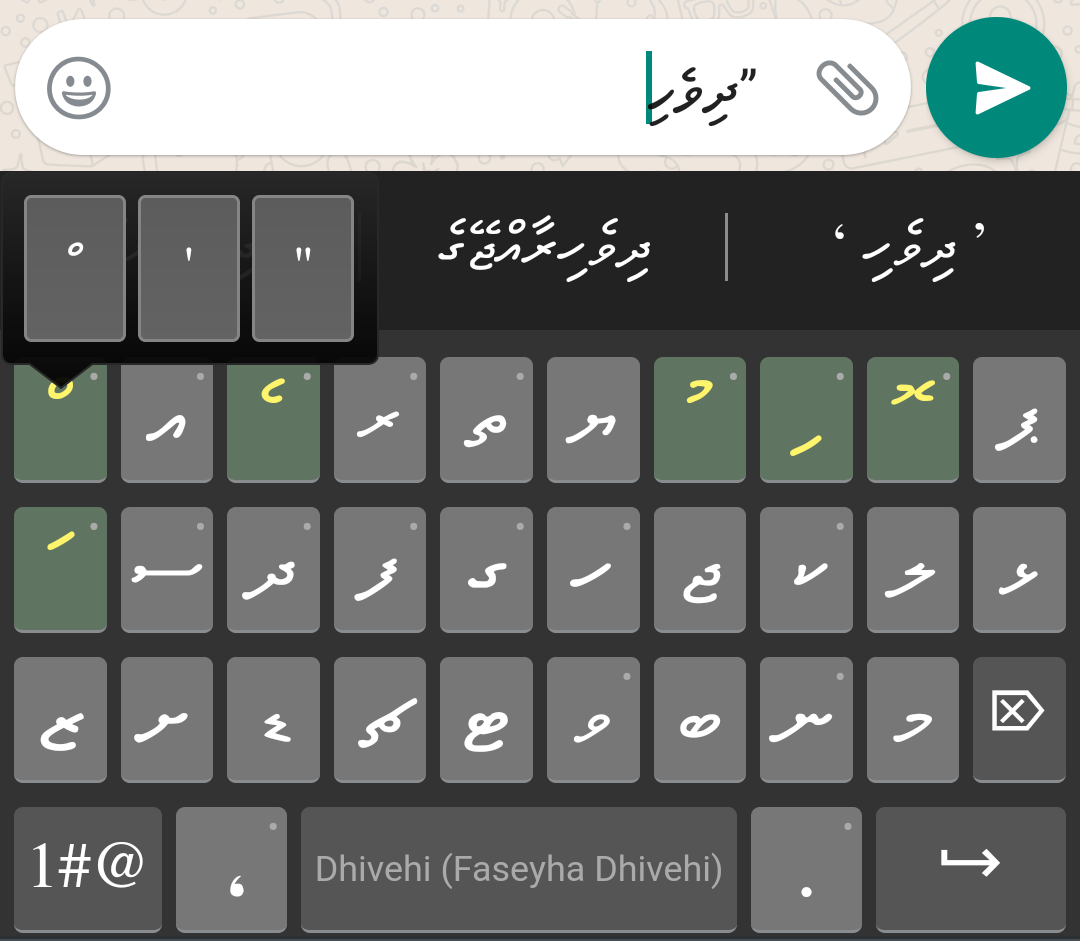 ”ދިވެހި
ް ' " ދިވެހިރާއްޖޭގެ ’ ދިވެހި ‘
ް އ ެ ރ ތ ޔ ު ި ޮ ޕ
ަ ސ ދ ފ ގ ހ ޖ ކ ލ ޅ
ޒ ށ ޑ ޗ ޓ ވ ބ ނ މ
1#@ ، Dhivehi (Faseyha Dhivehi) .